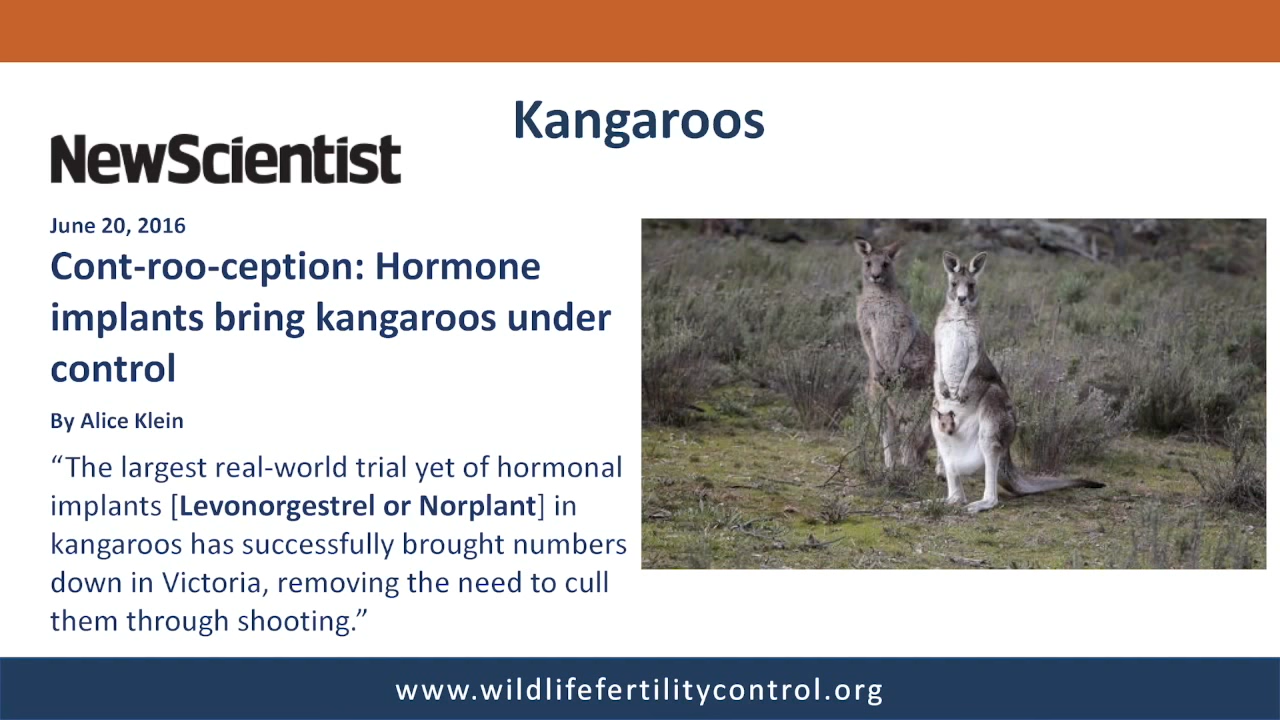 Kangaroos
NewScientist
June 20, 2016
Cont-roo-ception: Hormone
implants bring kangaroos under
control
By Alice Klein
“The largest real-world trial yet of hormonal
implants [Levonorgestrel or Norplant] in
kangaroos has successfully brought numbers
down in Victoria, removing the need to cull
them through shooting.”
www.wildlifefertilitycontrol.org